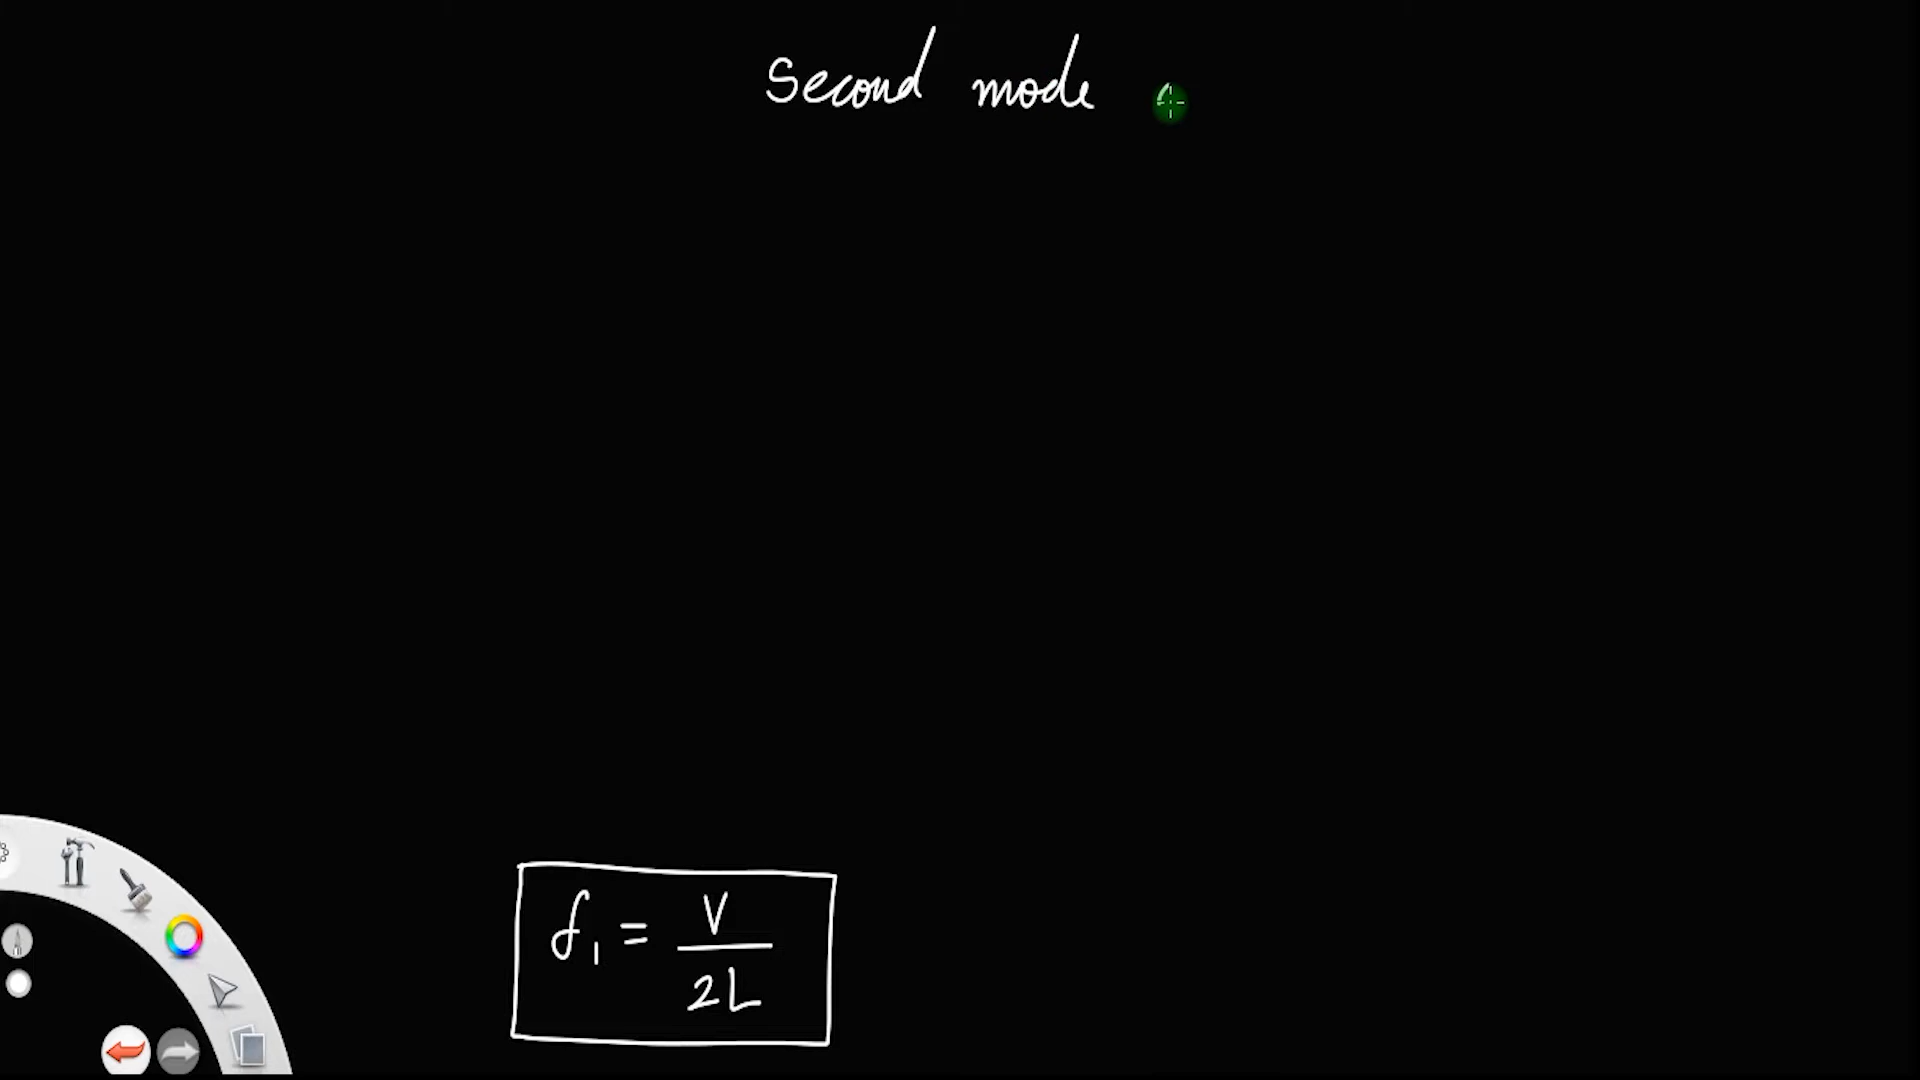 Second mode
f₁ = V / 2L